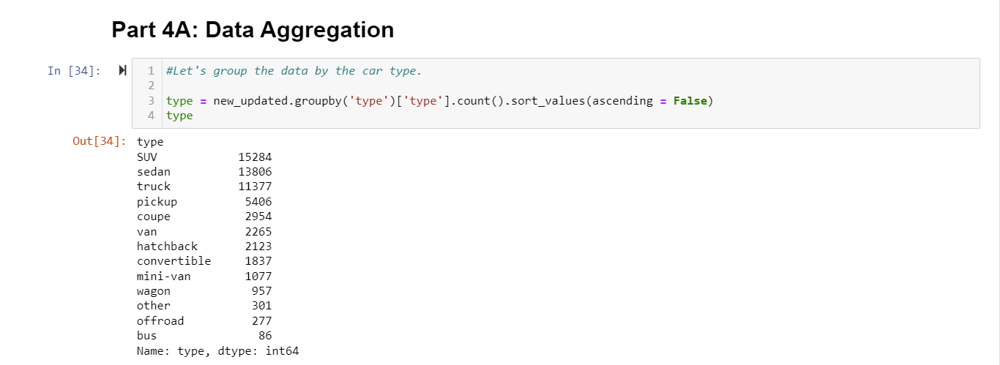 Part 4A: Data Aggregation
In [34]:
1 #Let's group the data by the car type.
2
3 type = new_updated.groupby('type')['type'].count().sort_values(ascending = False)
4 type
Out[34]: type
SUV 15284
sedan 13806
truck 11377
pickup 5406
coupe 2954
van 2265
hatchback 2123
convertible 1837
mini-van 1077
wagon 957
other 301
offroad 277
bus 86
Name: type, dtype: int64